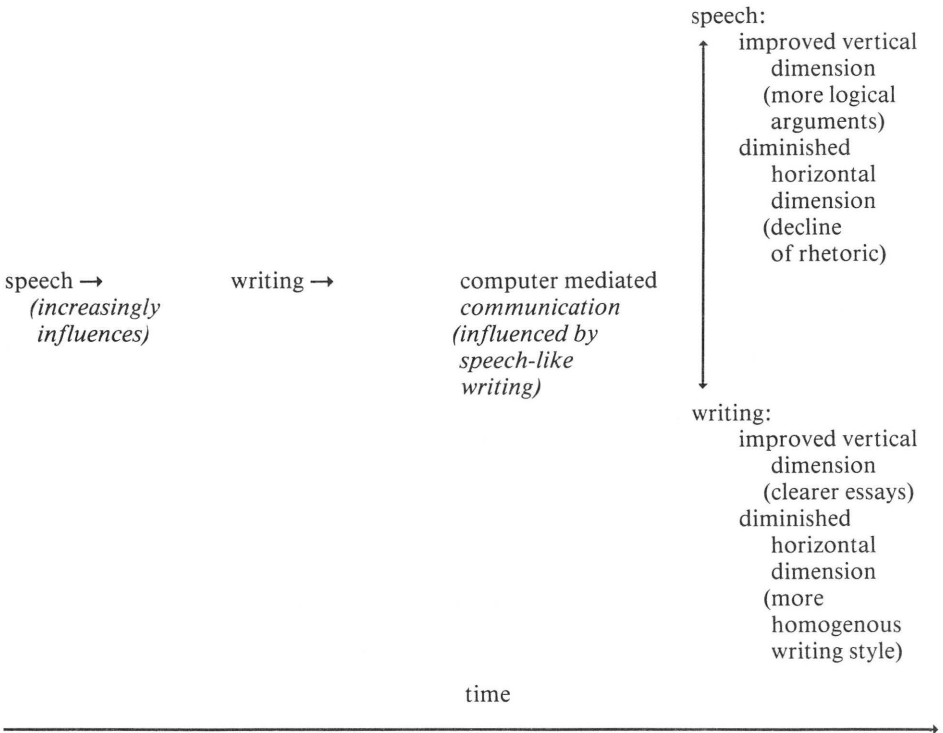 speech:
improved vertical
dimension
(more logical
arguments)
diminished
horizontal
dimension
(decline
of rhetoric)
speech → writing → computer mediated
(increasingly communication
influences) (influenced by
speech-like
writing)
writing:
improved vertical
dimension
(clearer essays)
diminished
horizontal
dimension
(more
homogenous
writing style)
time